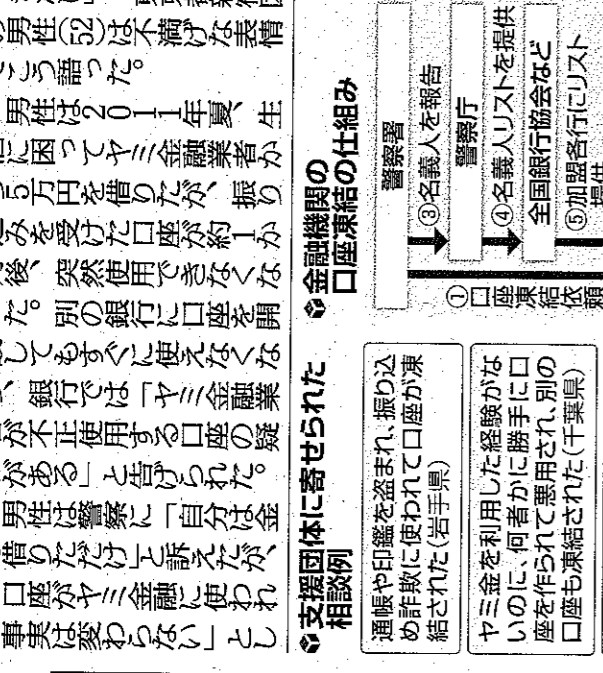 の男性(52)は不満げな表情
こう語った。
男性は2011年夏、生
に困ってヤミ金融業者か
5万円を借りたが、振り
込みを受けた口座が約1か
後、突然使用できなくな
た。別の銀行に口座を開
してもすぐに使えなくな
、銀行では「ヤミ金融業
が不正使用する口座の疑
がある」と告げられた。
男性は警察に「自分は金
借りただけ」と訴えたが、
口座がヤミ金融に使われ
事実は変わらない」とし
支援団体に寄せられた
相談例
通帳や印鑑を盗まれ、振り込
め詐欺に使われて口座が凍
結された(岩手県)
ヤミ金を利用した経験がな
いのに、何者かに勝手に口
座を作られて悪用され、別の
口座も凍結された(千葉県)
金融機関の
口座凍結の仕組み
警察署
③名義人を報告
警察庁
④名義人リストを提供
全国銀行協会など
⑤加盟各行にリスト
提供
①口座凍結依頼